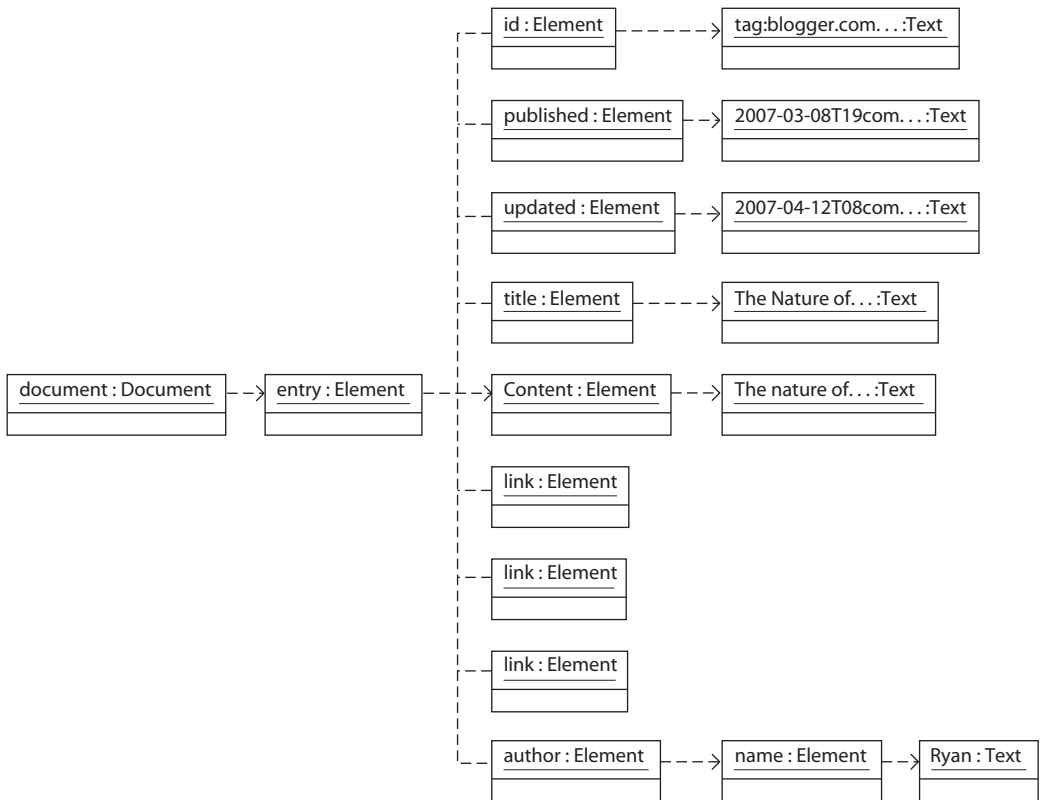 id : Element
tag:blogger.com. . . :Text
published : Element
2007-03-08T19com. . . :Text
updated : Element
2007-04-12T08com. . . :Text
title : Element
The Nature of. . . :Text
document : Document
entry : Element
Content : Element
The nature of. . . :Text
link : Element
link : Element
link : Element
author : Element
name : Element
Ryan : Text